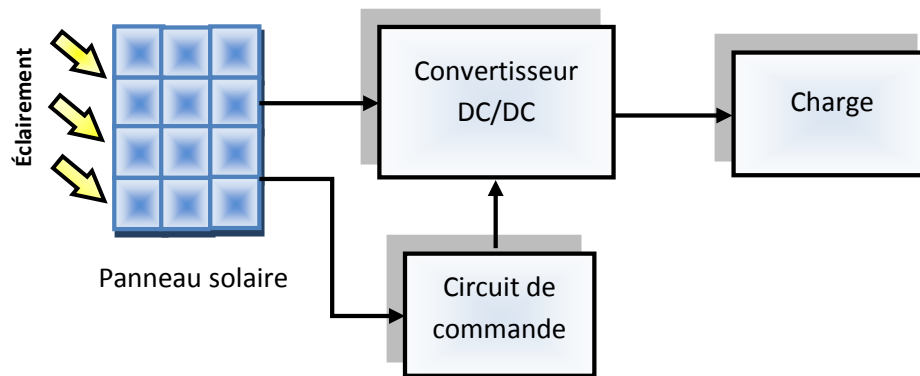 Éclairement
Panneau solaire
Convertisseur
DC/DC
Charge
Circuit de
commande